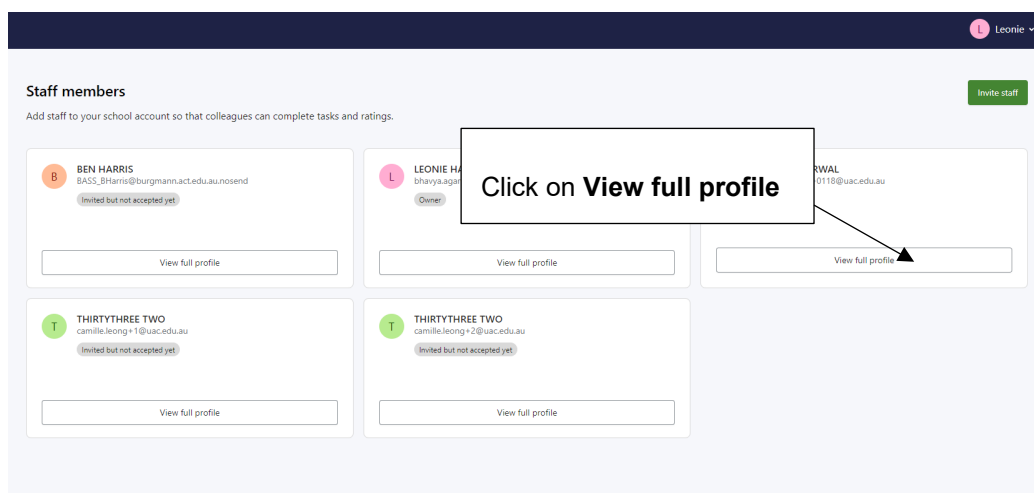 L Leonie
Staff members
Invite staff
Add staff to your school account so that colleagues can complete tasks and ratings.
B
BEN HARRIS
BASS_BHarris@burgmann.act.edu.au.nosend
Invited but not accepted yet
View full profile
L
LEONIE
Owner
View full profile
Click on View full profile
0118@uac.edu.au
View full profile
T
THIRTYTHREE TWO
camille.leong+1@uac.edu.au
Invited but not accepted yet
View full profile
T
THIRTYTHREE TWO
camille.leong+2@uac.edu.au
Invited but not accepted yet
View full profile